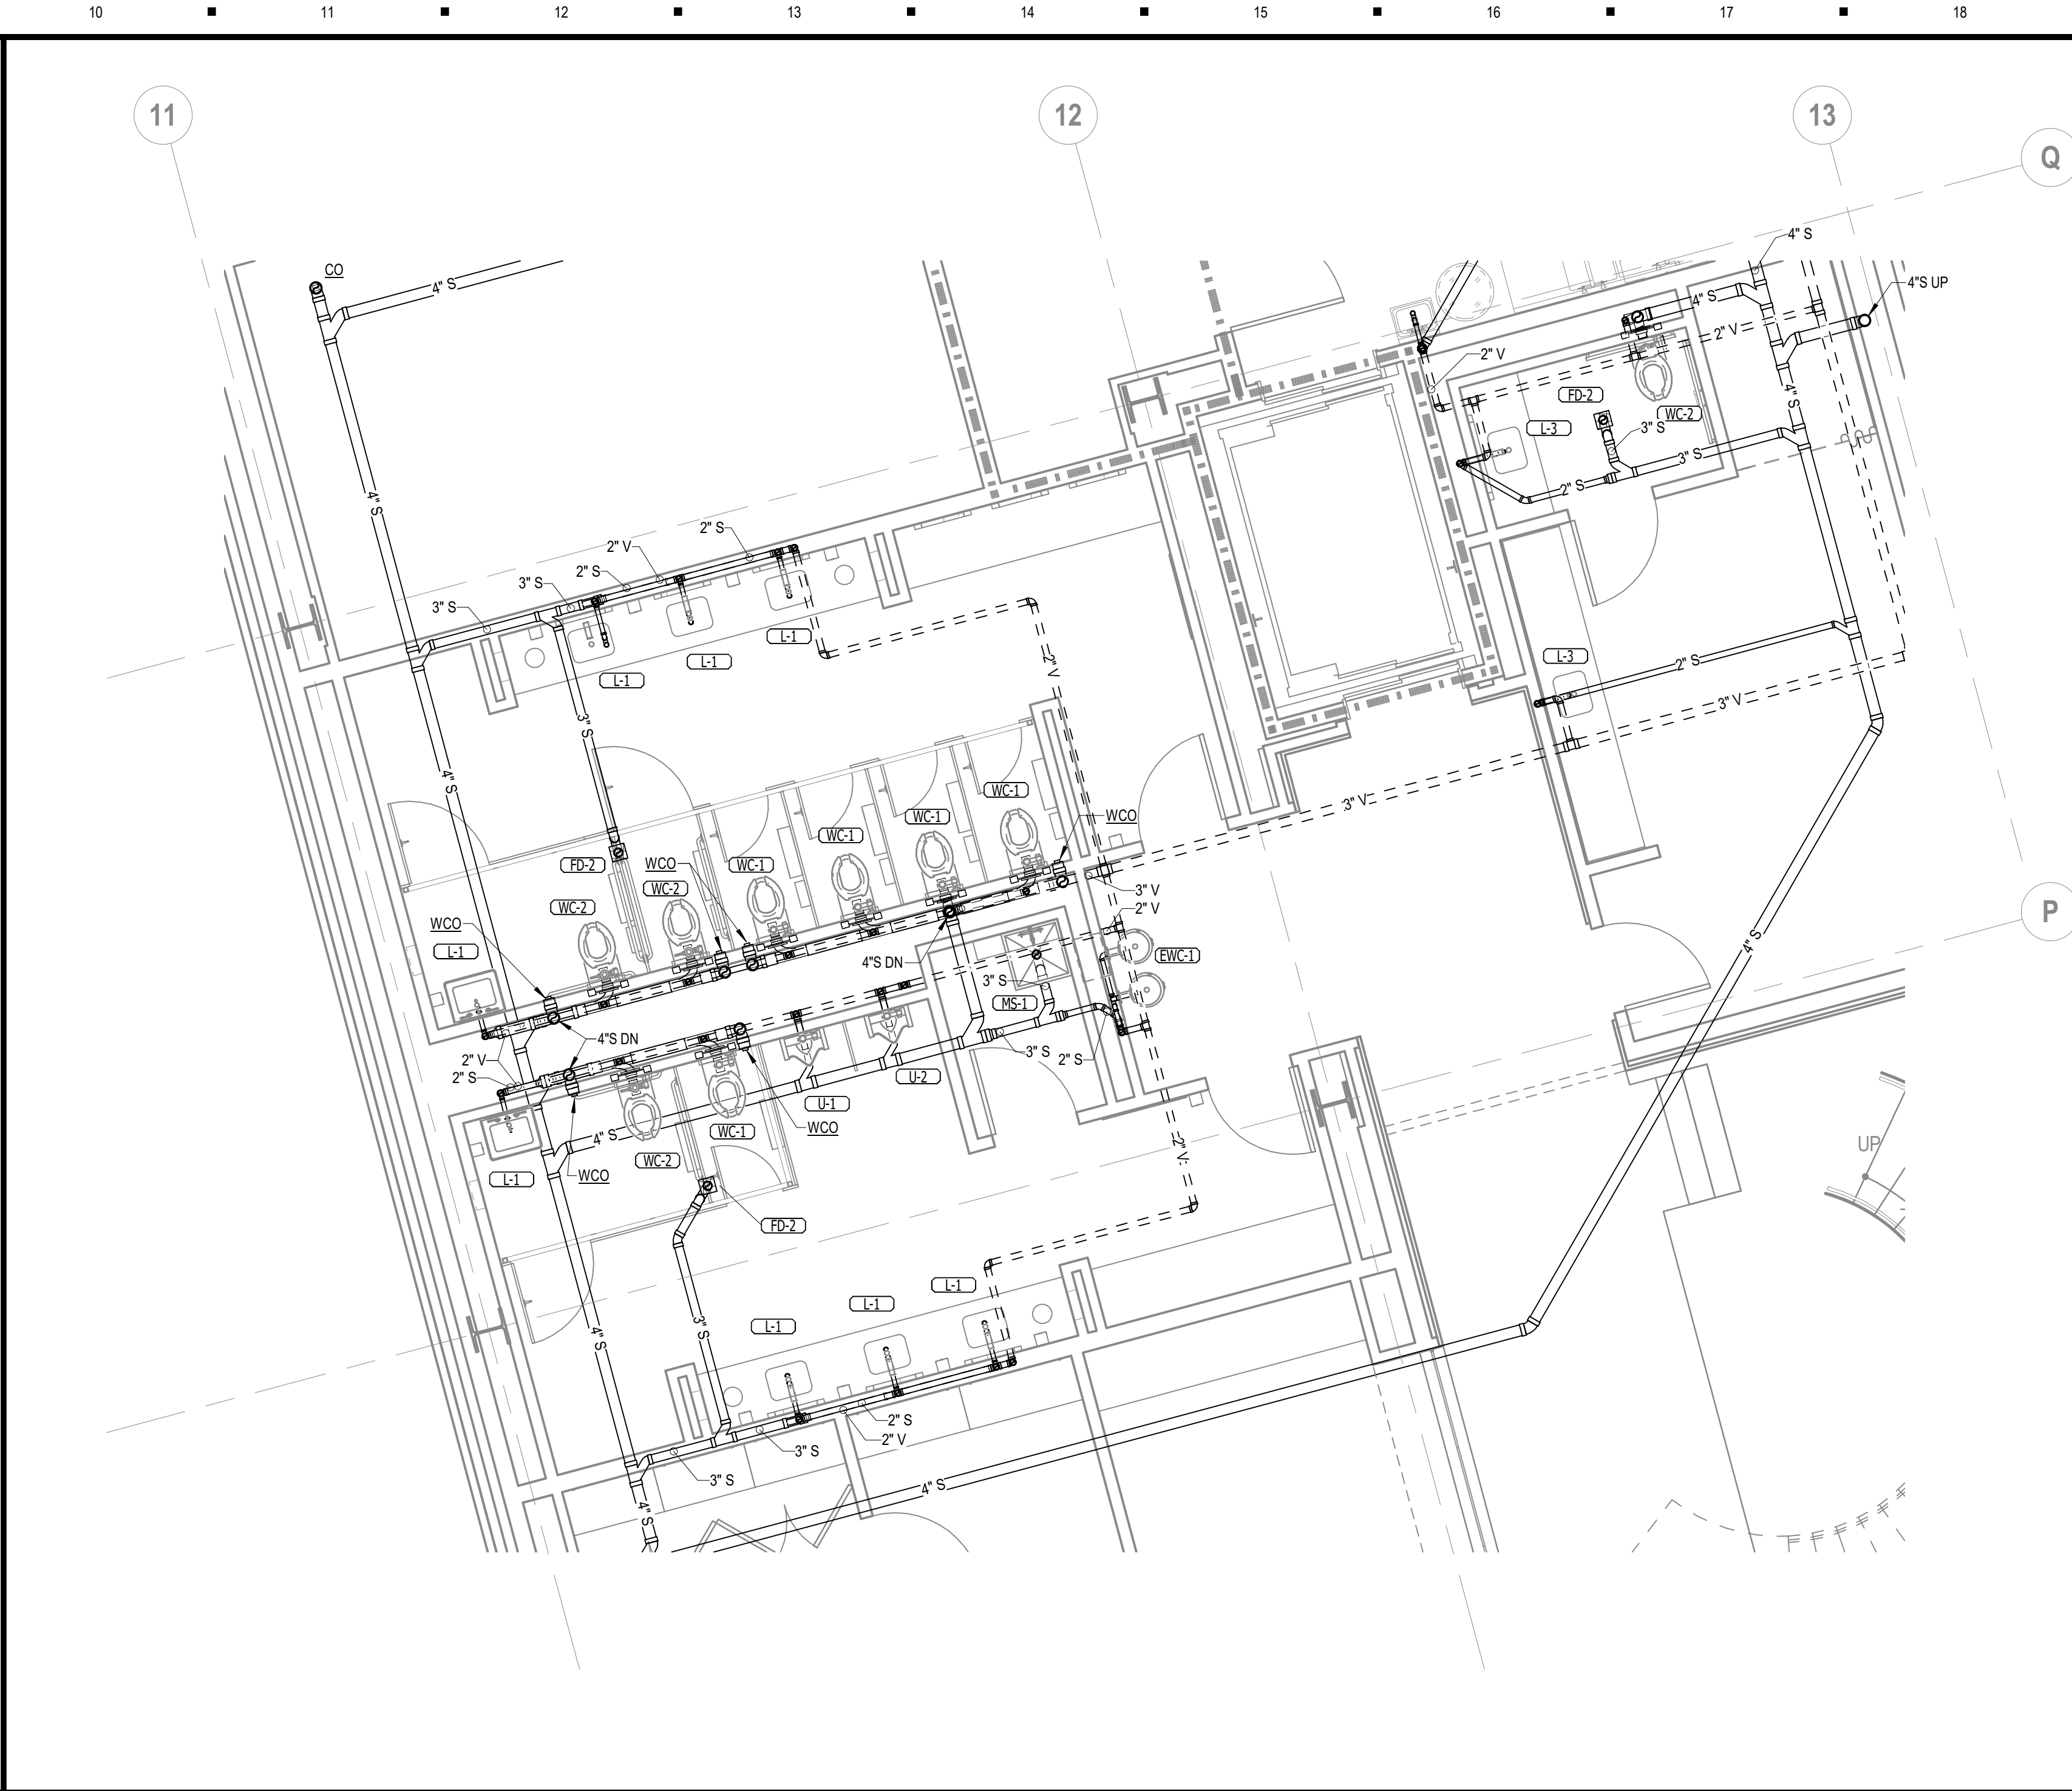 10 11 12 13 14 15 16 17 18
11 12 13
Q
4" S
4"S UP
CO
4" S
4" S
2" V
2" V
FD-2
WC-2
4" S
L-3
3" S
3" S
2" S
4" S
2" S
2" V
2" S
3" S
3" S
L-1
L-1
L-1
2" V
L-3
2" S
3" V
3" S
4" S
3" V
WC-1
WC-1
WC-1
WC-1
WCO
FD-2
WCO
WC-2
WC-2
3" V
2" V
P
WCO
L-1
4"S DN
EWC-1
4" S
3" S
MS-1
4"S DN
2" V
2" S
3" S
2" S
U-2
U-1
WCO
4" S
WC-1
WC-2
2" V
UP
L-1
WCO
FD-2
L-1
L-1
L-1
3" S
4" S
2" S
2" V
3" S
3" S
4" S
4" S